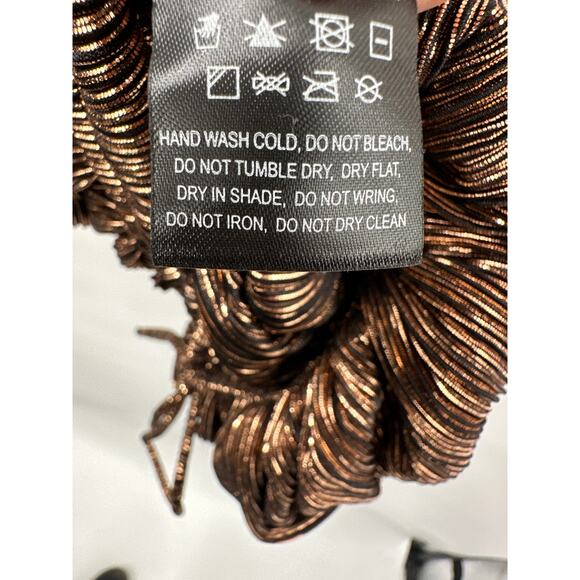 HAND WASH COLD, DO NOT BLEACH,
DO NOT TUMBLE DRY, DRY FLAT,
DRY IN SHADE, DO NOT WRING,
DO NOT IRON, DO NOT DRY CLEAN